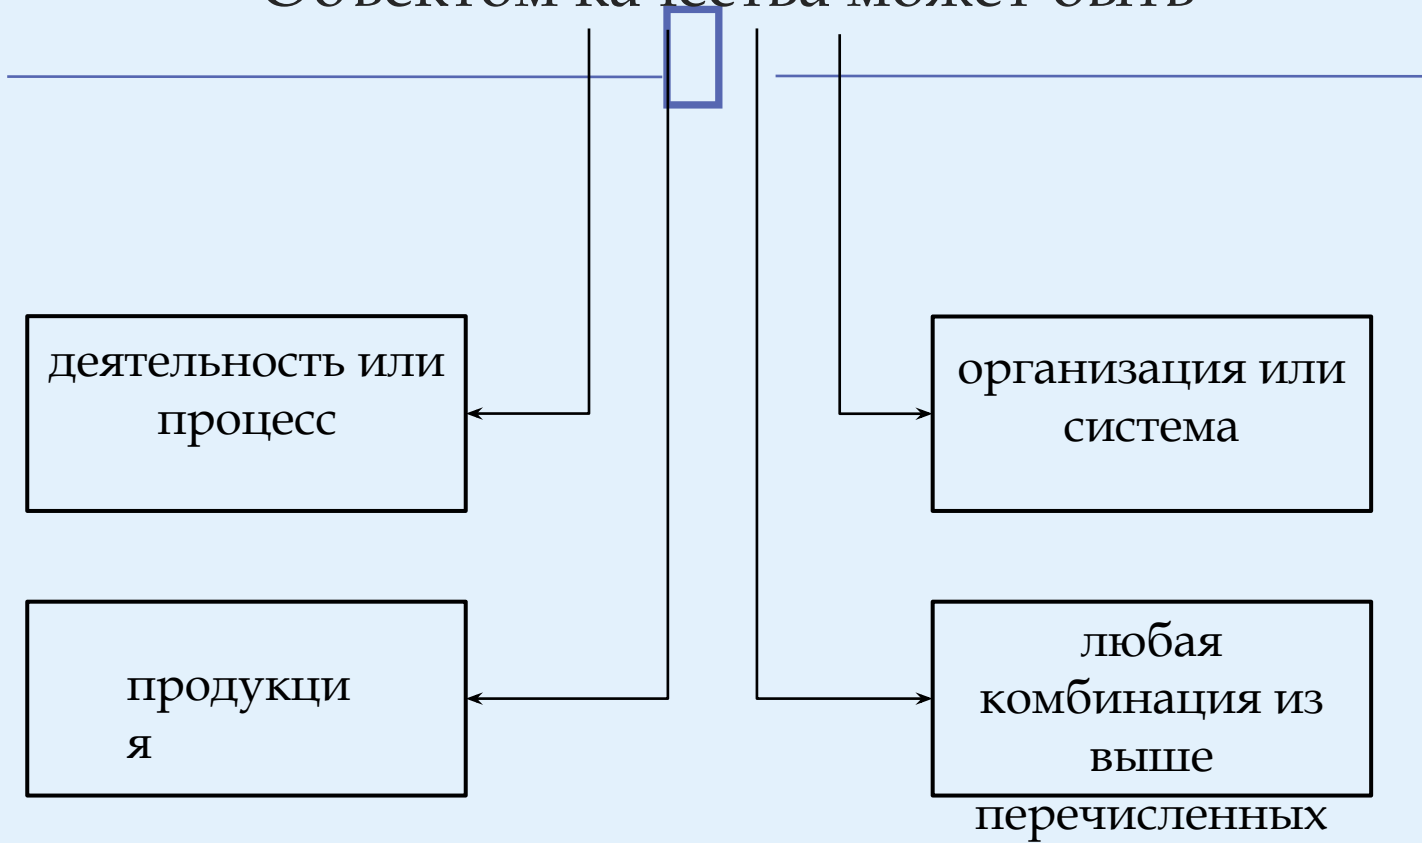 Объектом качества может быть
деятельность или
процесс
организация или
система
продукци
я
любая
комбинация из
выше
перечисленных